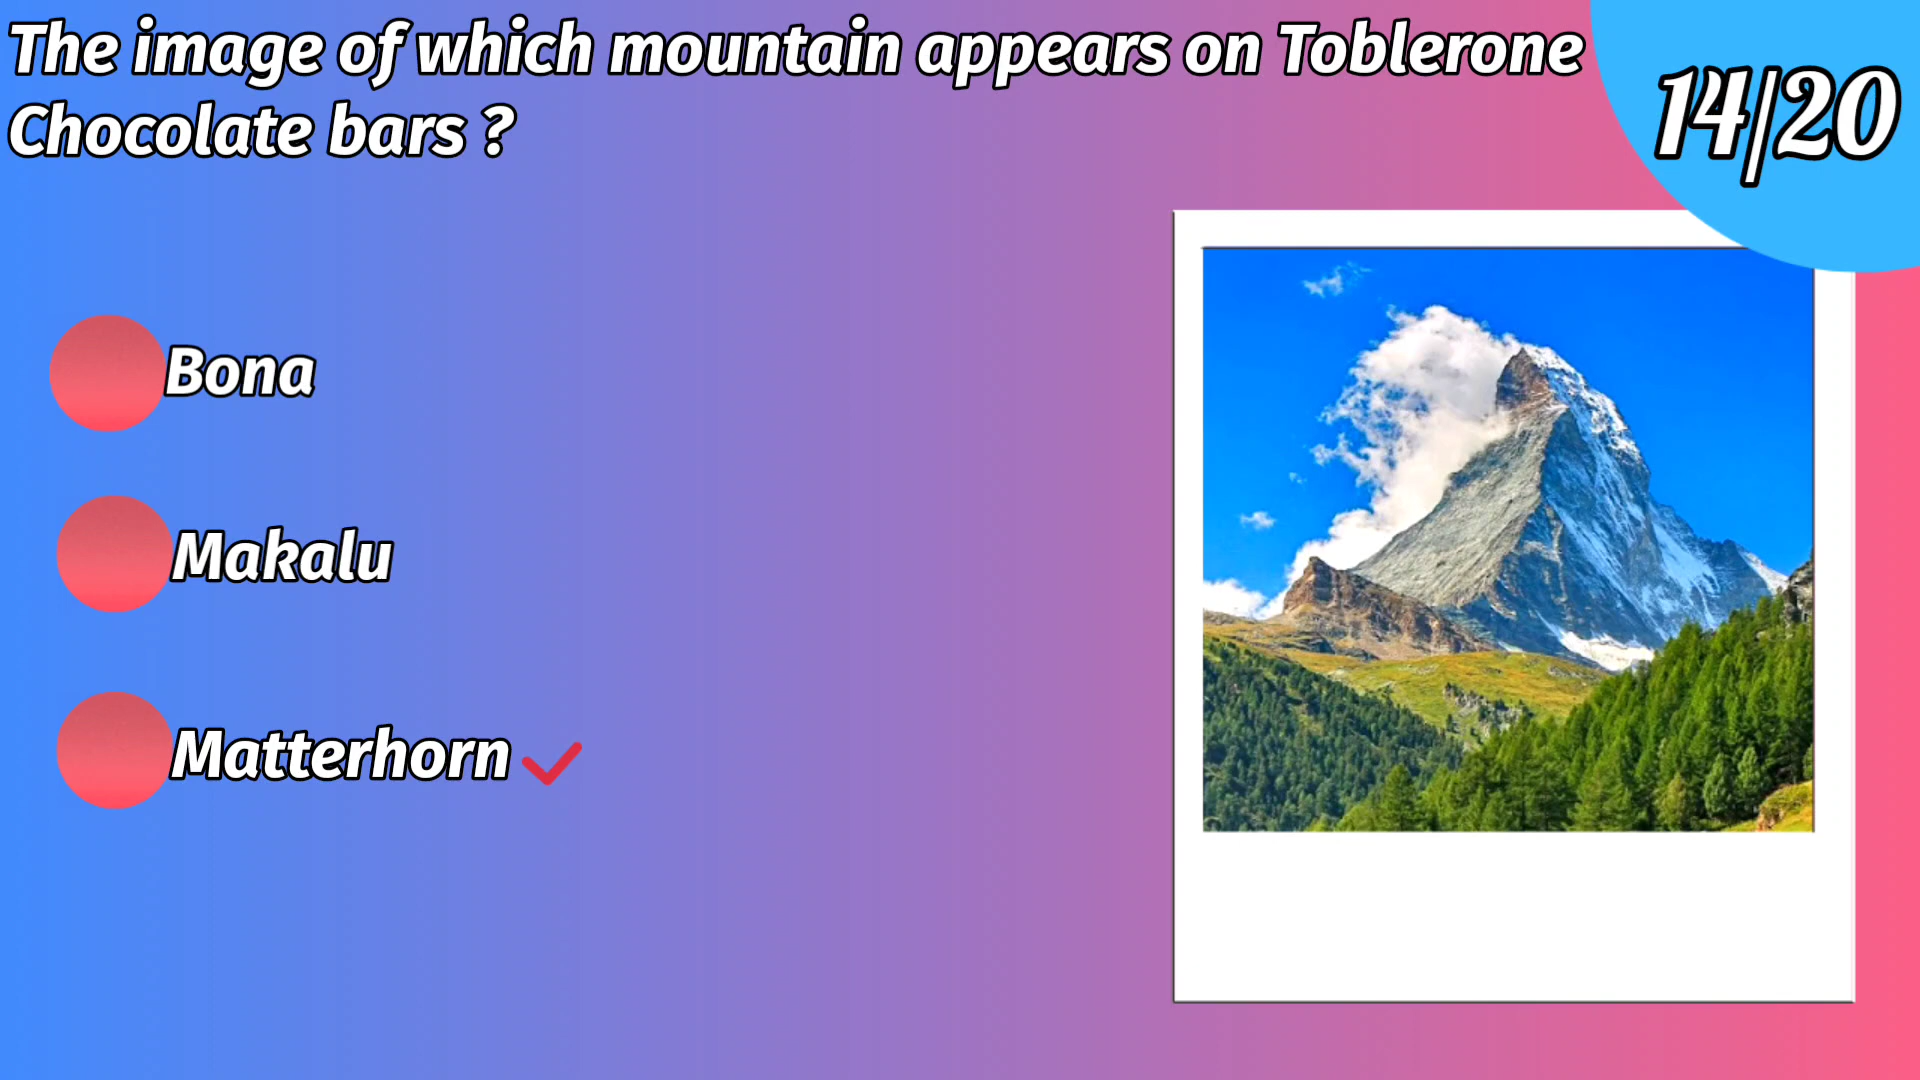 The image of which mountain appears on Toblerone
Chocolate bars ?
14/20
Bona
Makalu
Matterhorn